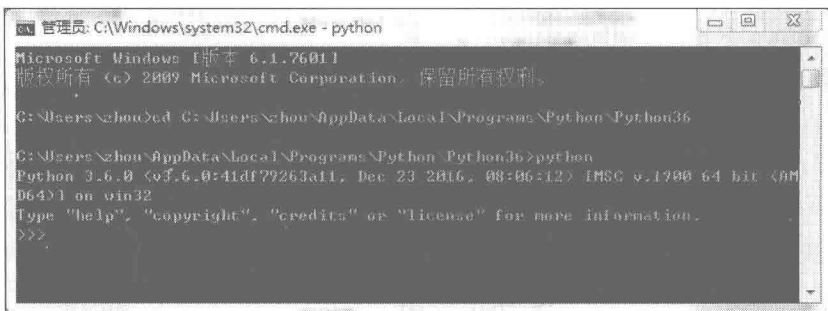 管理员: C:\Windows\system32\cmd.exe - python
Microsoft Windows [版本 6.1.7601]
版权所有 (c) 2009 Microsoft Corporation。保留所有权利。
C:\Users\zhou>cd C:\Users\zhou\AppData\Local\Programs\Python\Python36
C:\Users\zhou\AppData\Local\Programs\Python\Python36>python
Python 3.6.0 (v3.6.0:41df79263a11, Dec 23 2016, 08:06:12) [MSC v.1900 64 bit (AM
D64)] on win32
Type "help", "copyright", "credits" or "license" for more information.
>>>